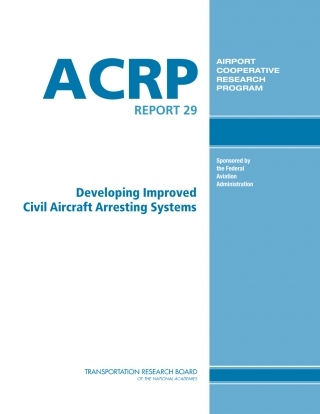 ACRP
REPORT 29
AIRPORT
COOPERATIVE
RESEARCH
PROGRAM
Sponsored by
the Federal
Aviation
Administration
Developing Improved
Civil Aircraft Arresting Systems
TRANSPORTATION RESEARCH BOARD
OF THE NATIONAL ACADEMIES